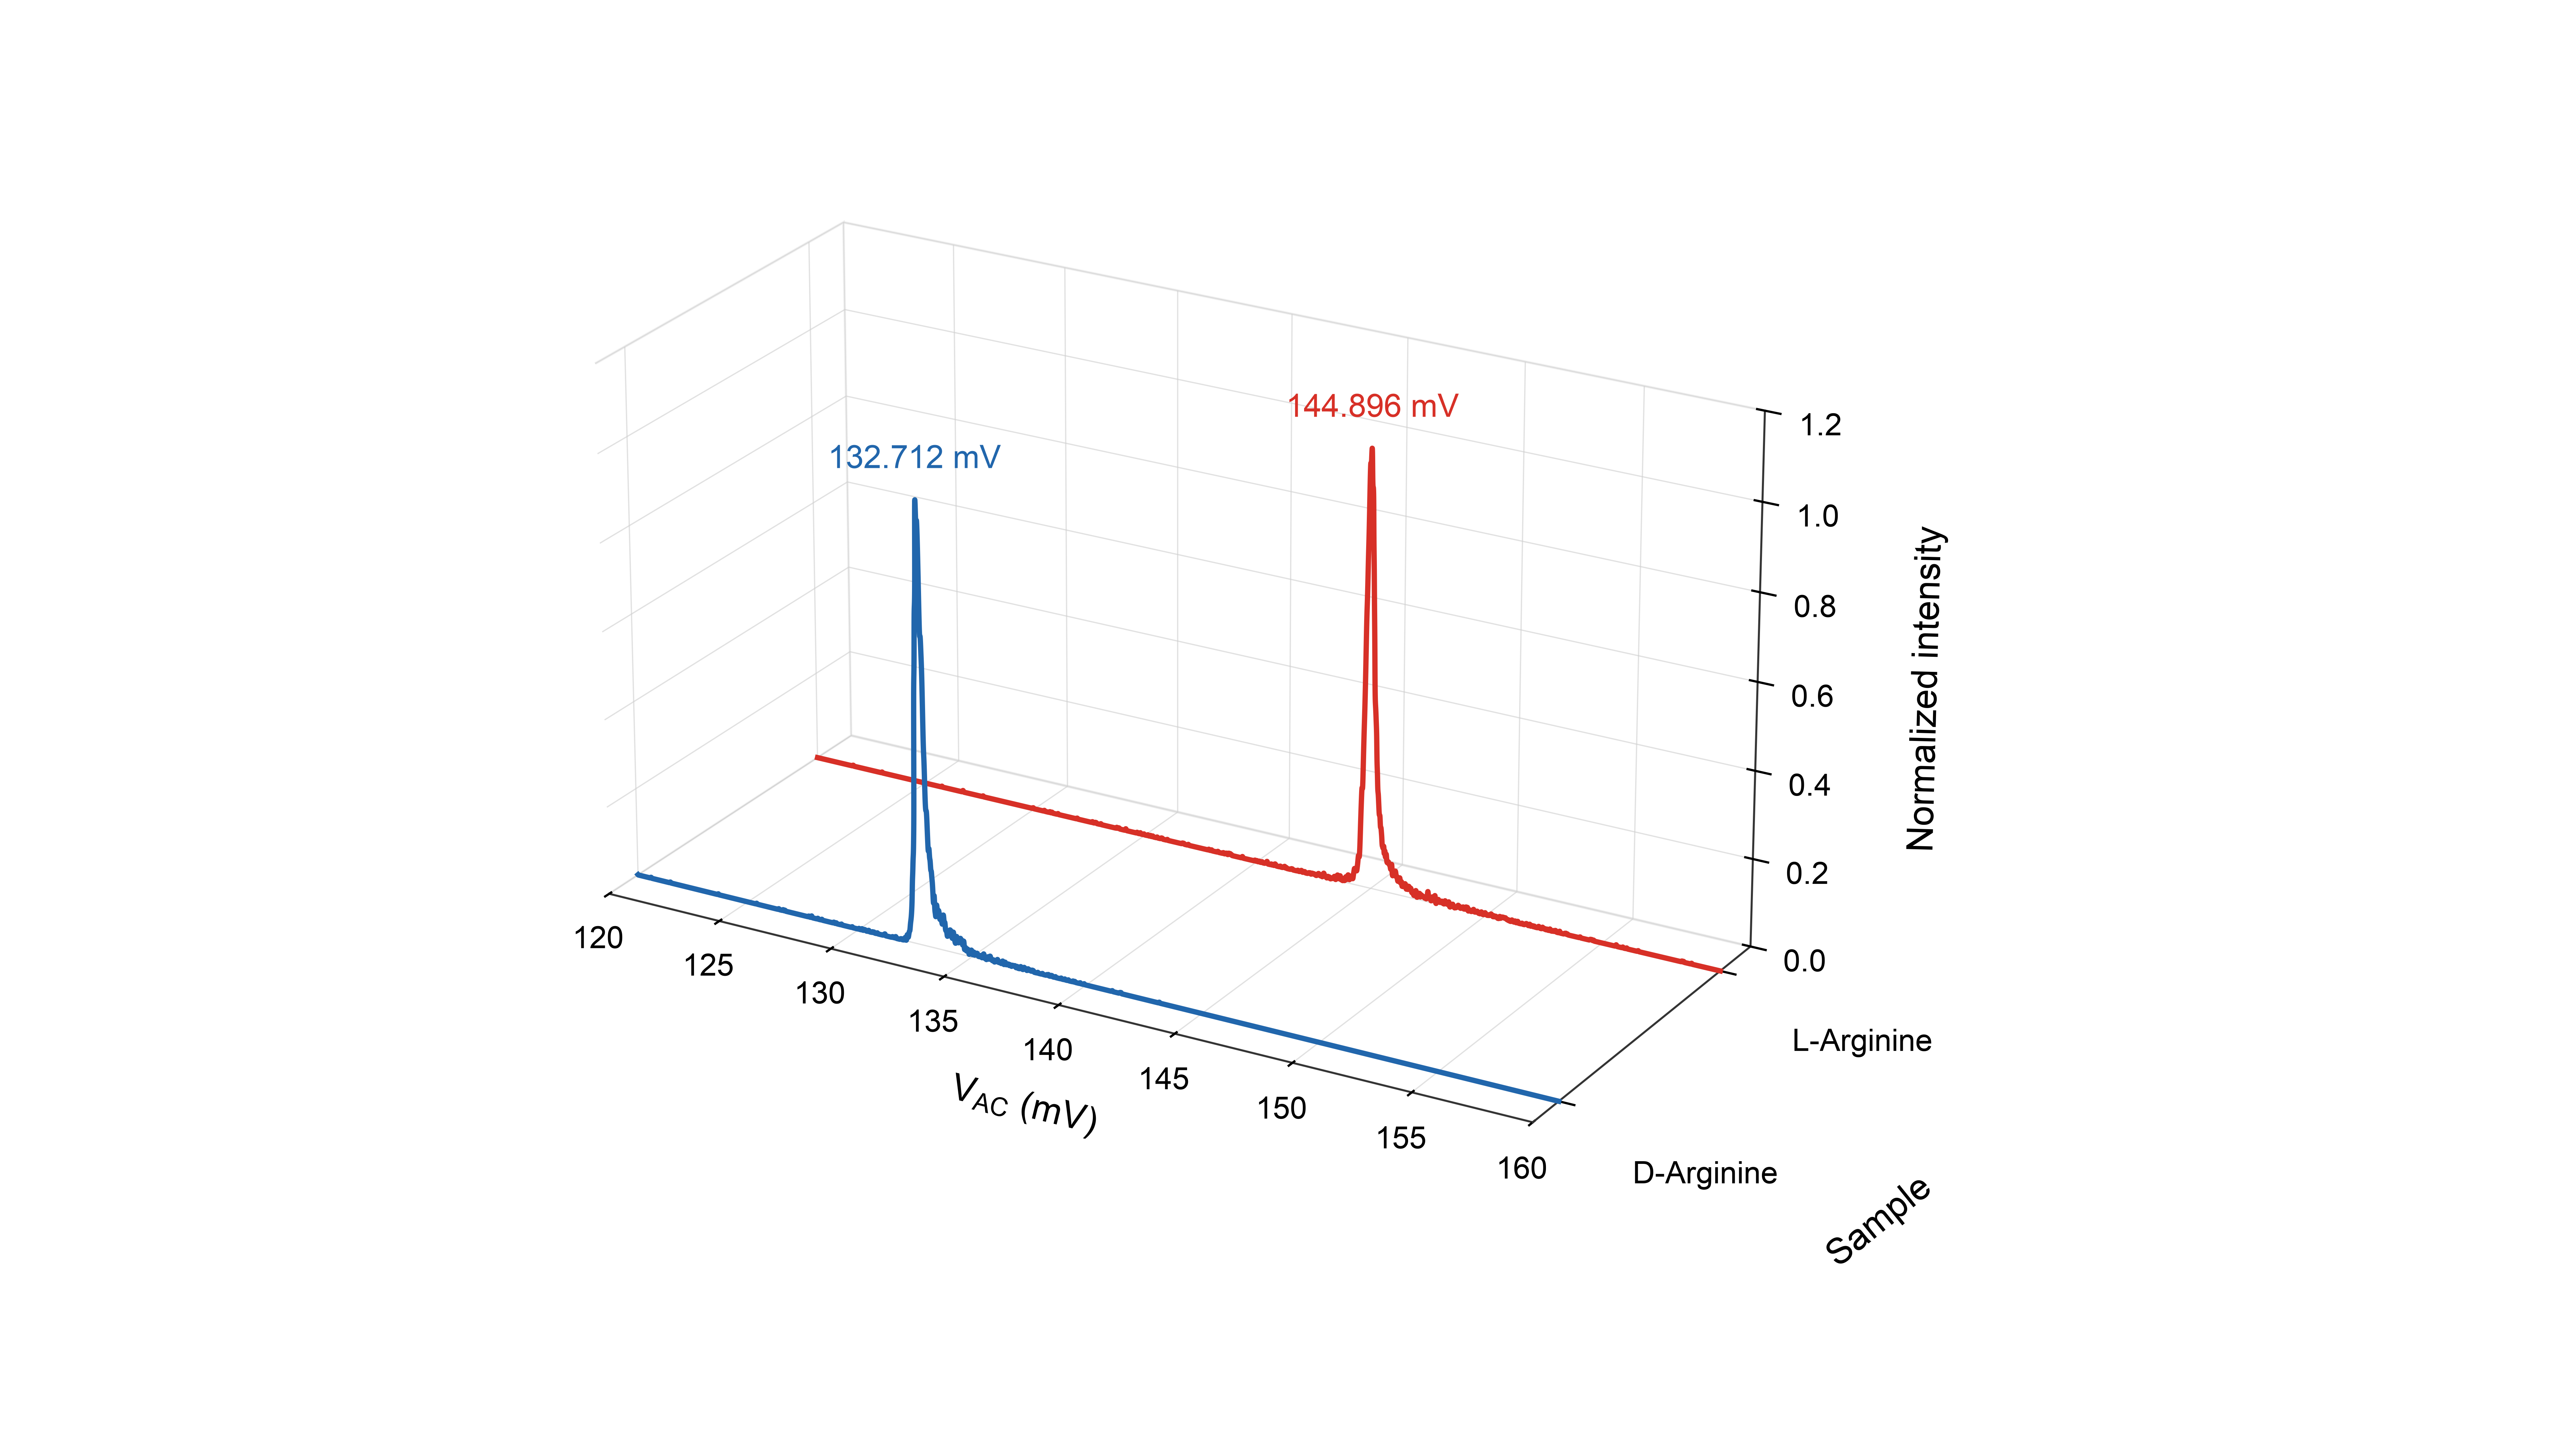 144.896 mV
132.712 mV
1.2
1.0
0.8
0.6
0.4
0.2
0.0
Normalized intensity
120
125
130
135
140
145
150
155
160
V_AC (mV)
L-Arginine
D-Arginine
Sample